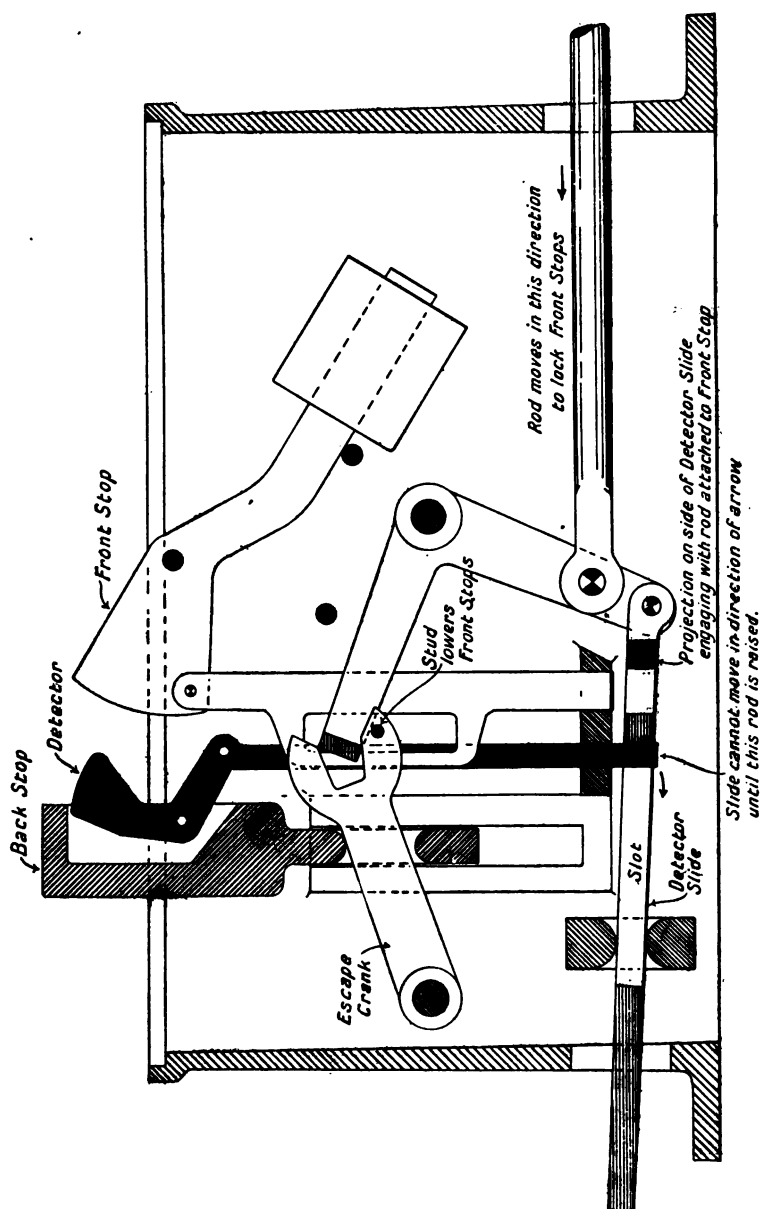 Back Stop
Detector
Front Stop
Rod moves in this direction
to lock Front Stops
Stud
lowers
Front Stops
Escape
Crank
Slot
Detector
Slide
Projection on side of Detector Slide
engaging with rod attached to Front Stop
Slide cannot move in direction of arrow
until this rod is raised.